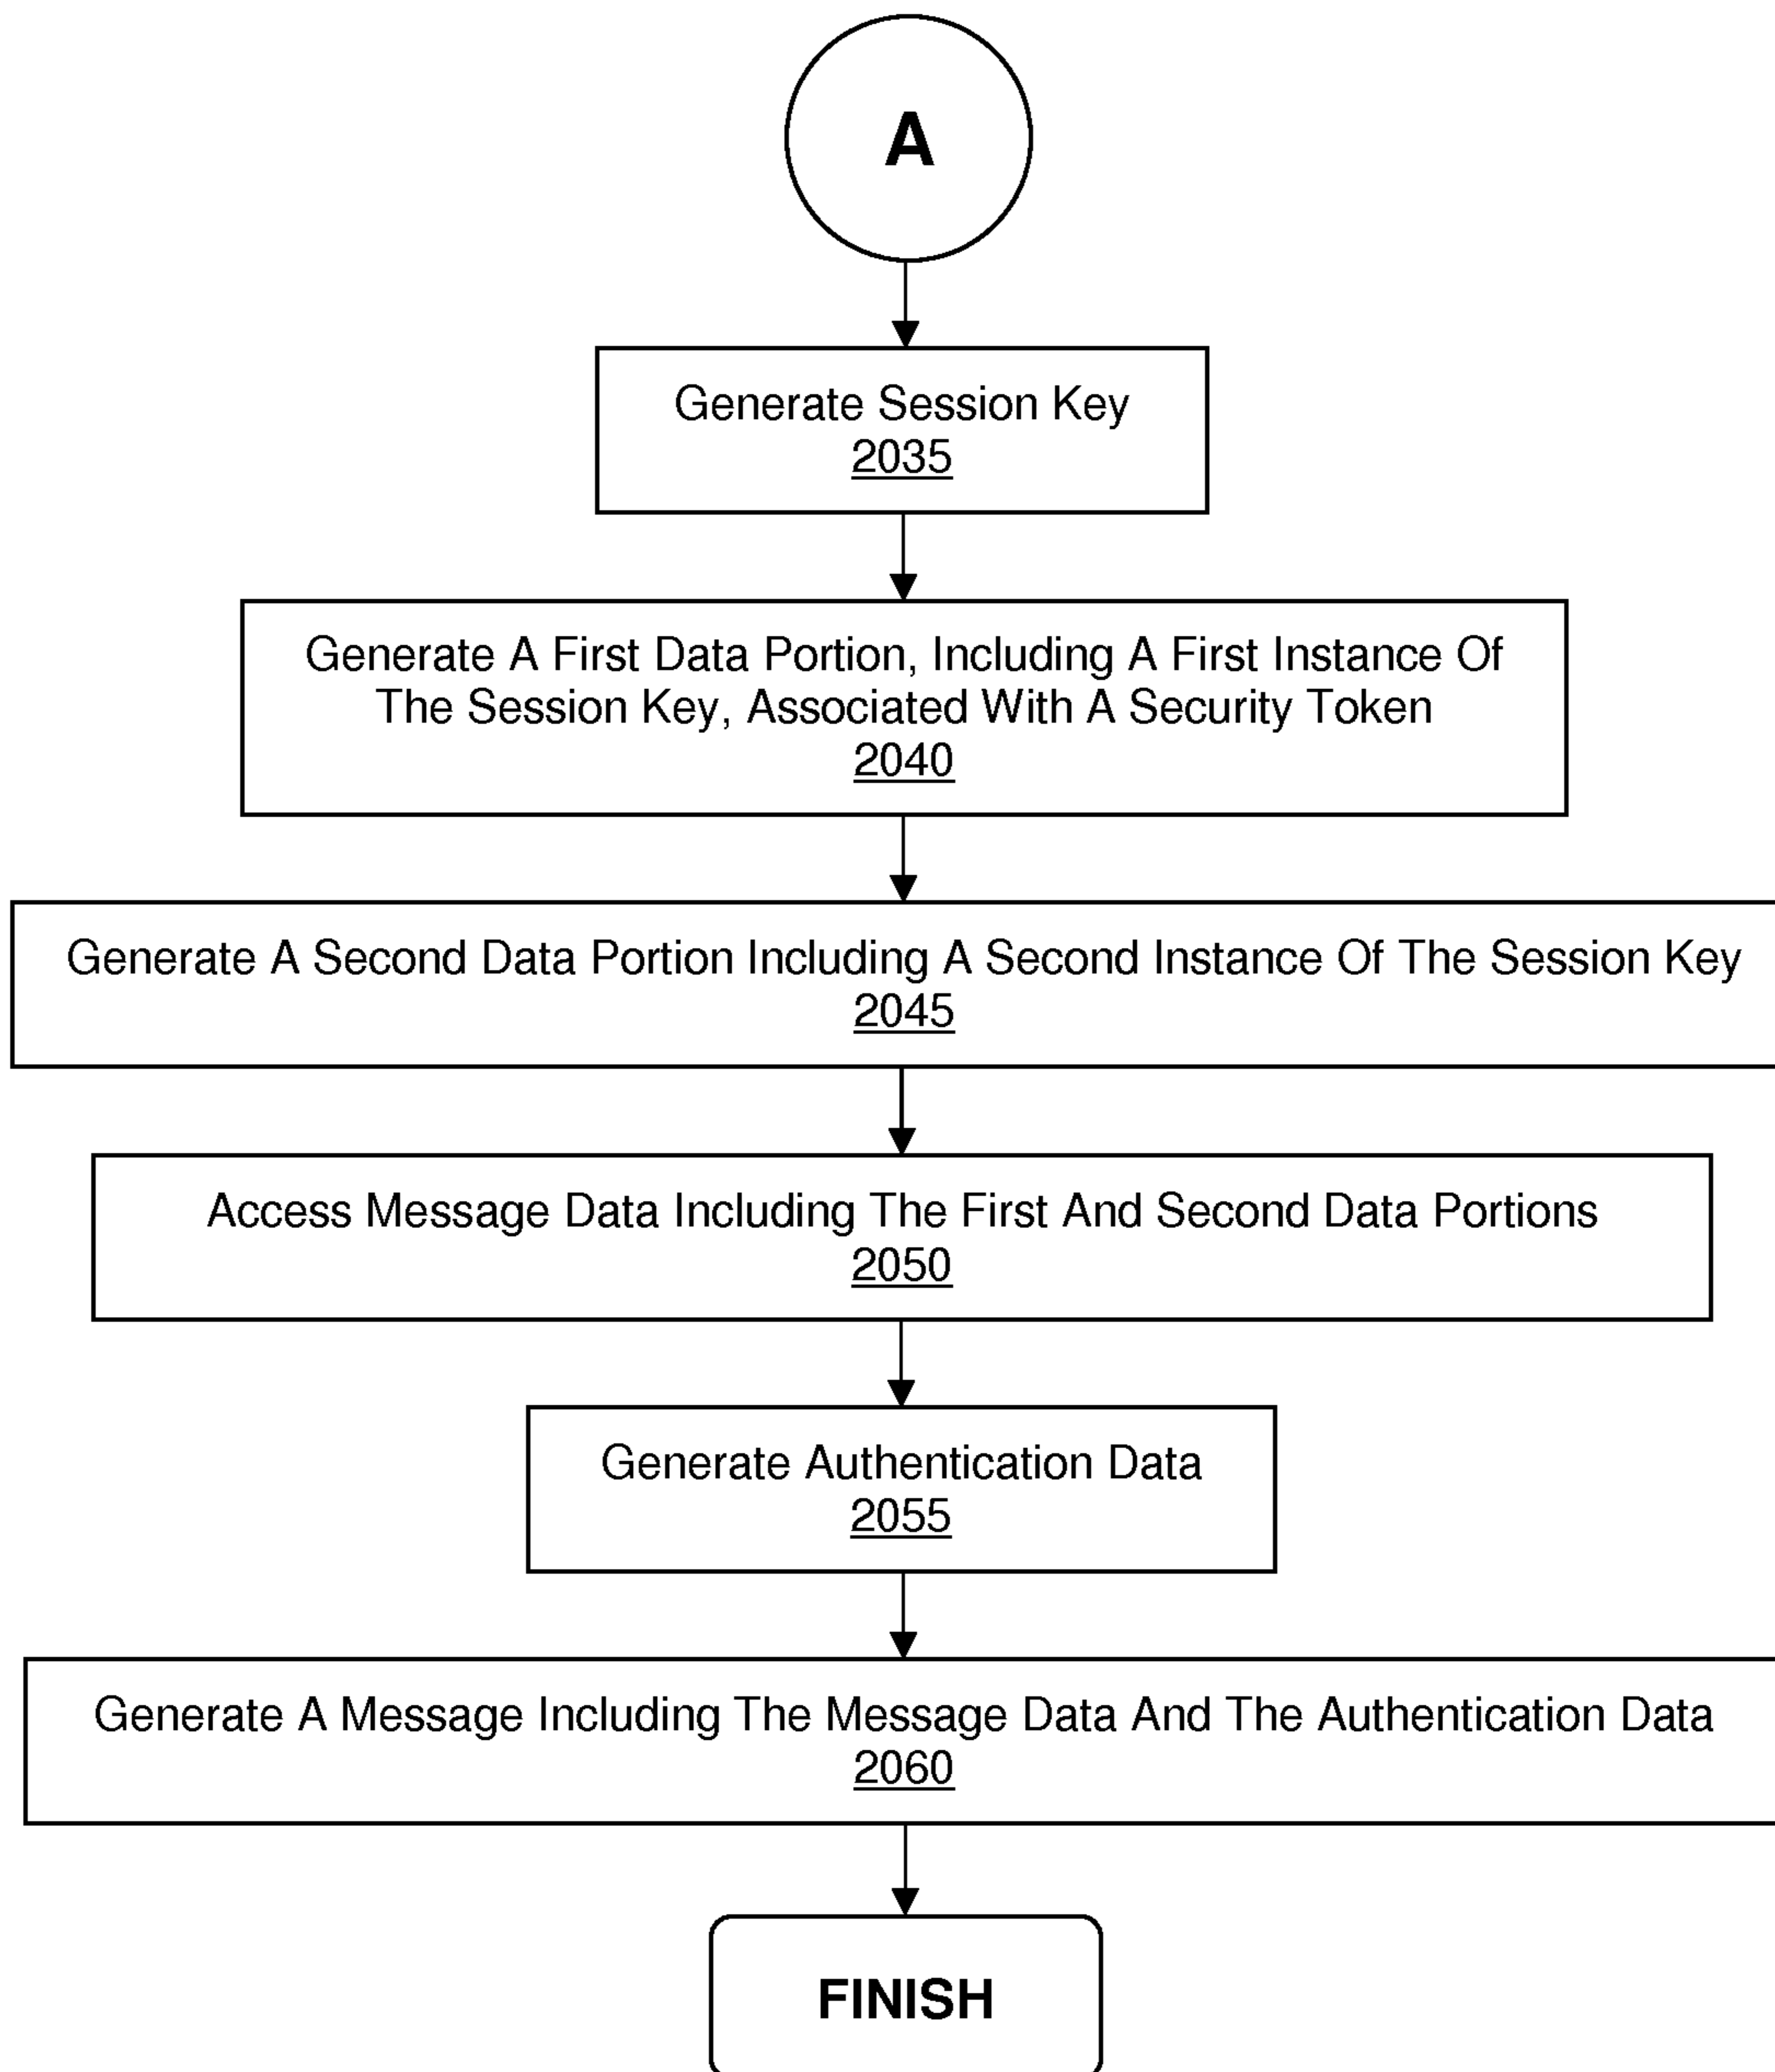 A
Generate Session Key
2035
Generate A First Data Portion, Including A First Instance Of
The Session Key, Associated With A Security Token
2040
Generate A Second Data Portion Including A Second Instance Of The Session Key
2045
Access Message Data Including The First And Second Data Portions
2050
Generate Authentication Data
2055
Generate A Message Including The Message Data And The Authentication Data
2060
FINISH